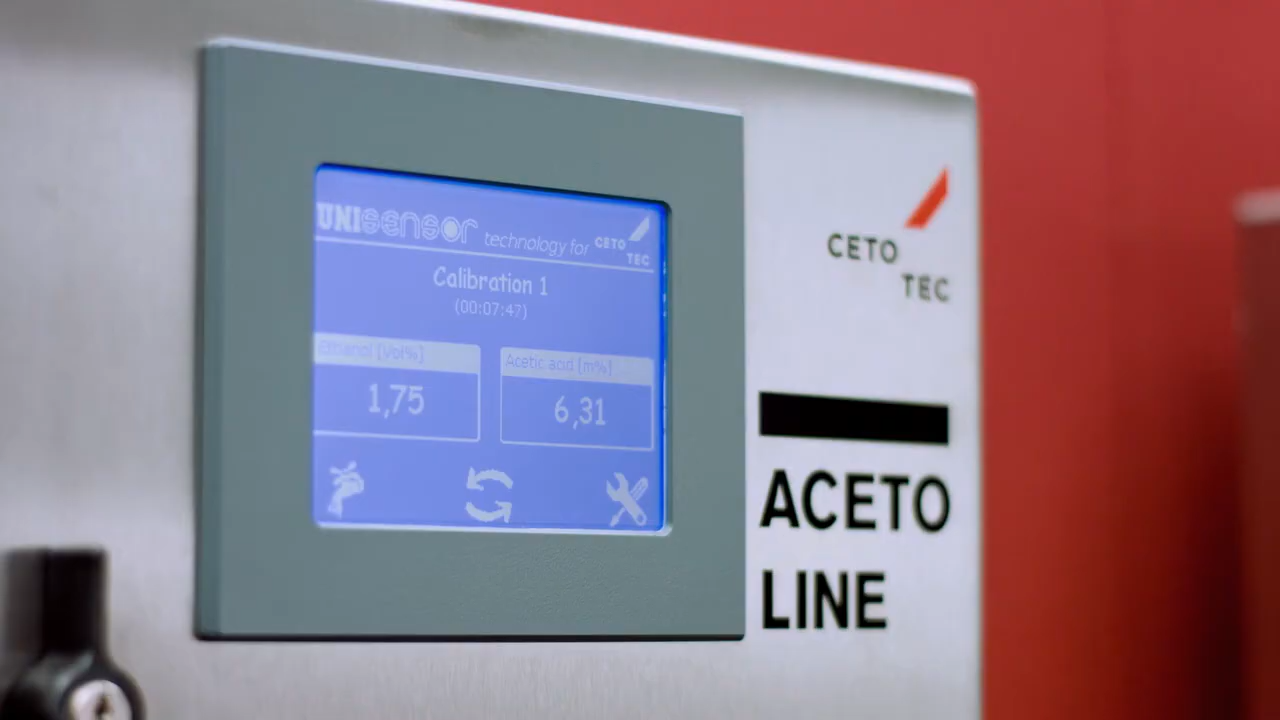 UNIsensor technology for CETO TEC
Calibration 1
(00:07:47)
Ethanol [Vol%]
1,75
Acetic acid [m%]
6,31
CETO
TEC
ACETO
LINE